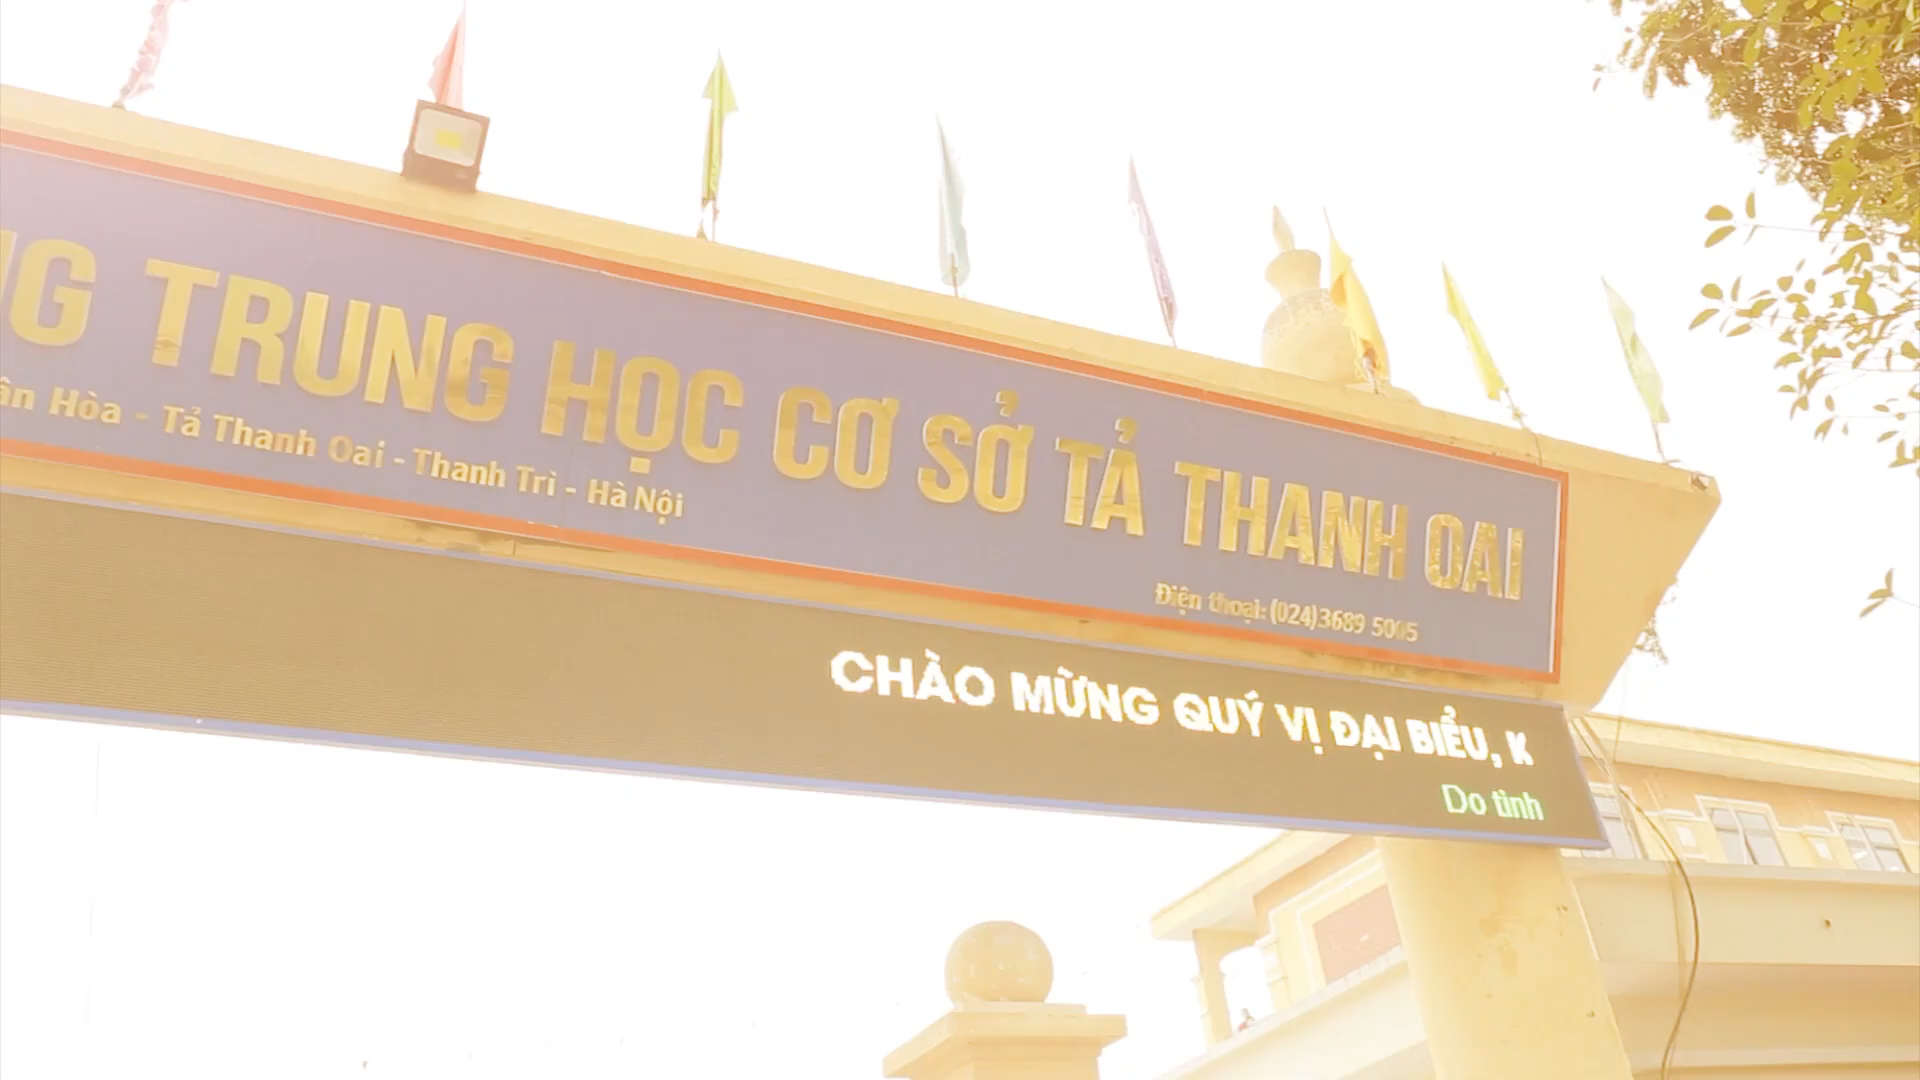 NG TRUNG HỌC CƠ SỞ TẢ THANH OAI
ân Hòa - Tả Thanh Oai - Thanh Trì - Hà Nội
Điện thoại: (024)3689 5005
CHÀO MỪNG QUÝ VỊ ĐẠI BIỂU, K
Do tình